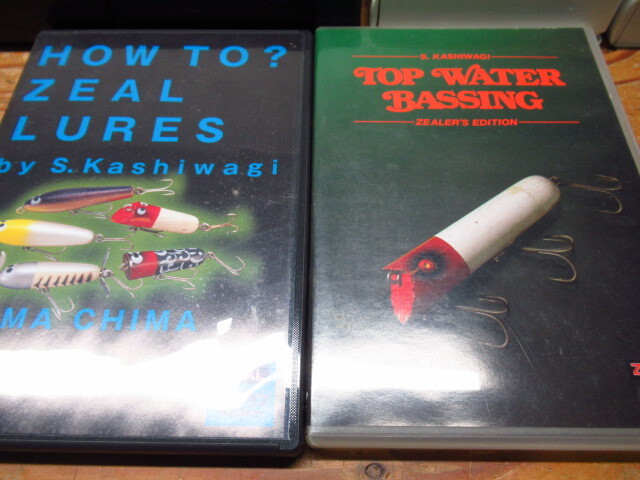 HOW TO?
ZEAL
LURES
by S. Kashiwagi
MA CHIMA
S. KASHIWAGI
TOP WATER
BASSING
ZEALER'S EDITION
Z